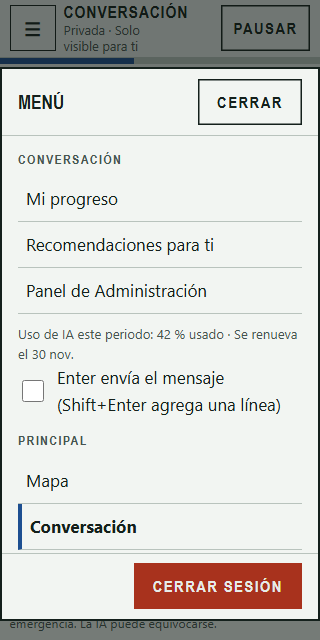 CONVERSACIÓN
Privada · Solo
visible para ti
PAUSAR
MENÚ
CERRAR
CONVERSACIÓN
Mi progreso
Recomendaciones para ti
Panel de Administración
Uso de IA este periodo: 42 % usado · Se renueva
el 30 nov.
Enter envía el mensaje
(Shift+Enter agrega una línea)
PRINCIPAL
Mapa
Conversación
CERRAR SESIÓN
emergencia. La IA puede equivocarse.